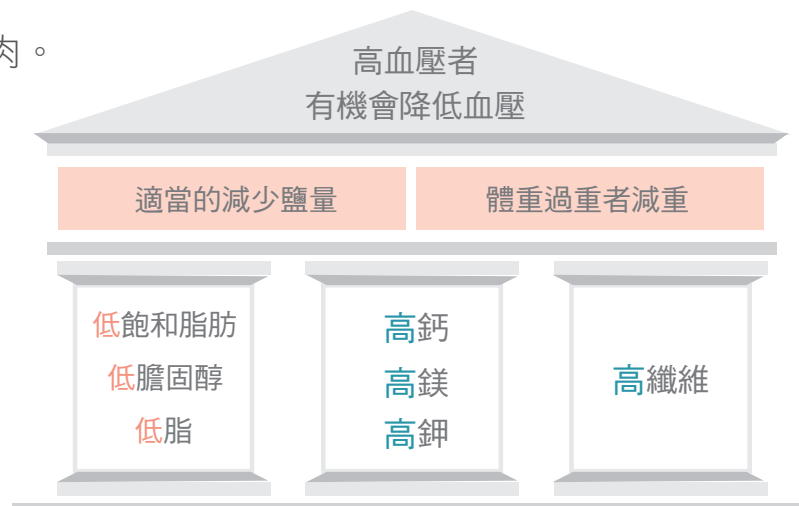 肉。
高血壓者
有機會降低血壓
適當的減少鹽量
體重過重者減重
低飽和脂肪
低膽固醇
低脂
高鈣
高鎂
高鉀
高纖維